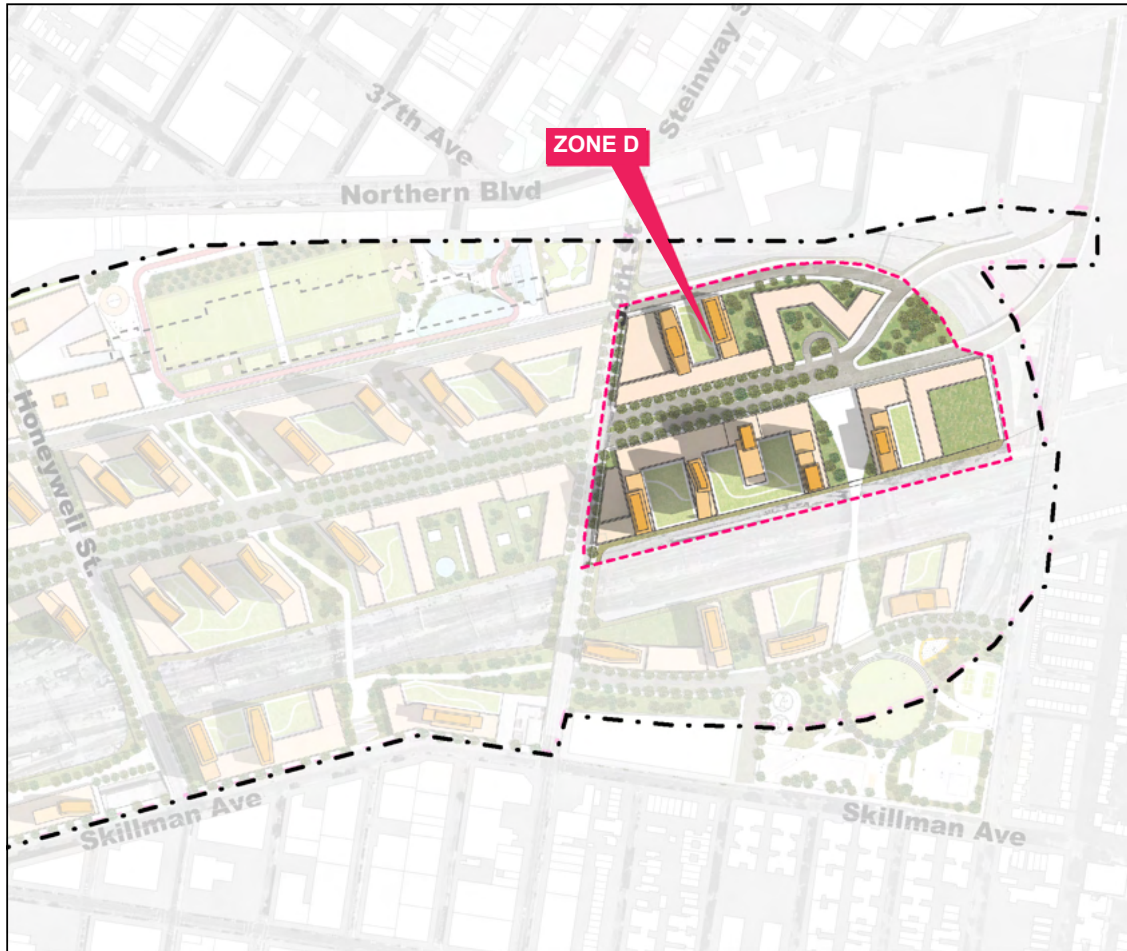 Steinway S
37th Ave
ZONE D
Northern Blvd
Honeywell St.
Skillman Ave
Skillman Ave